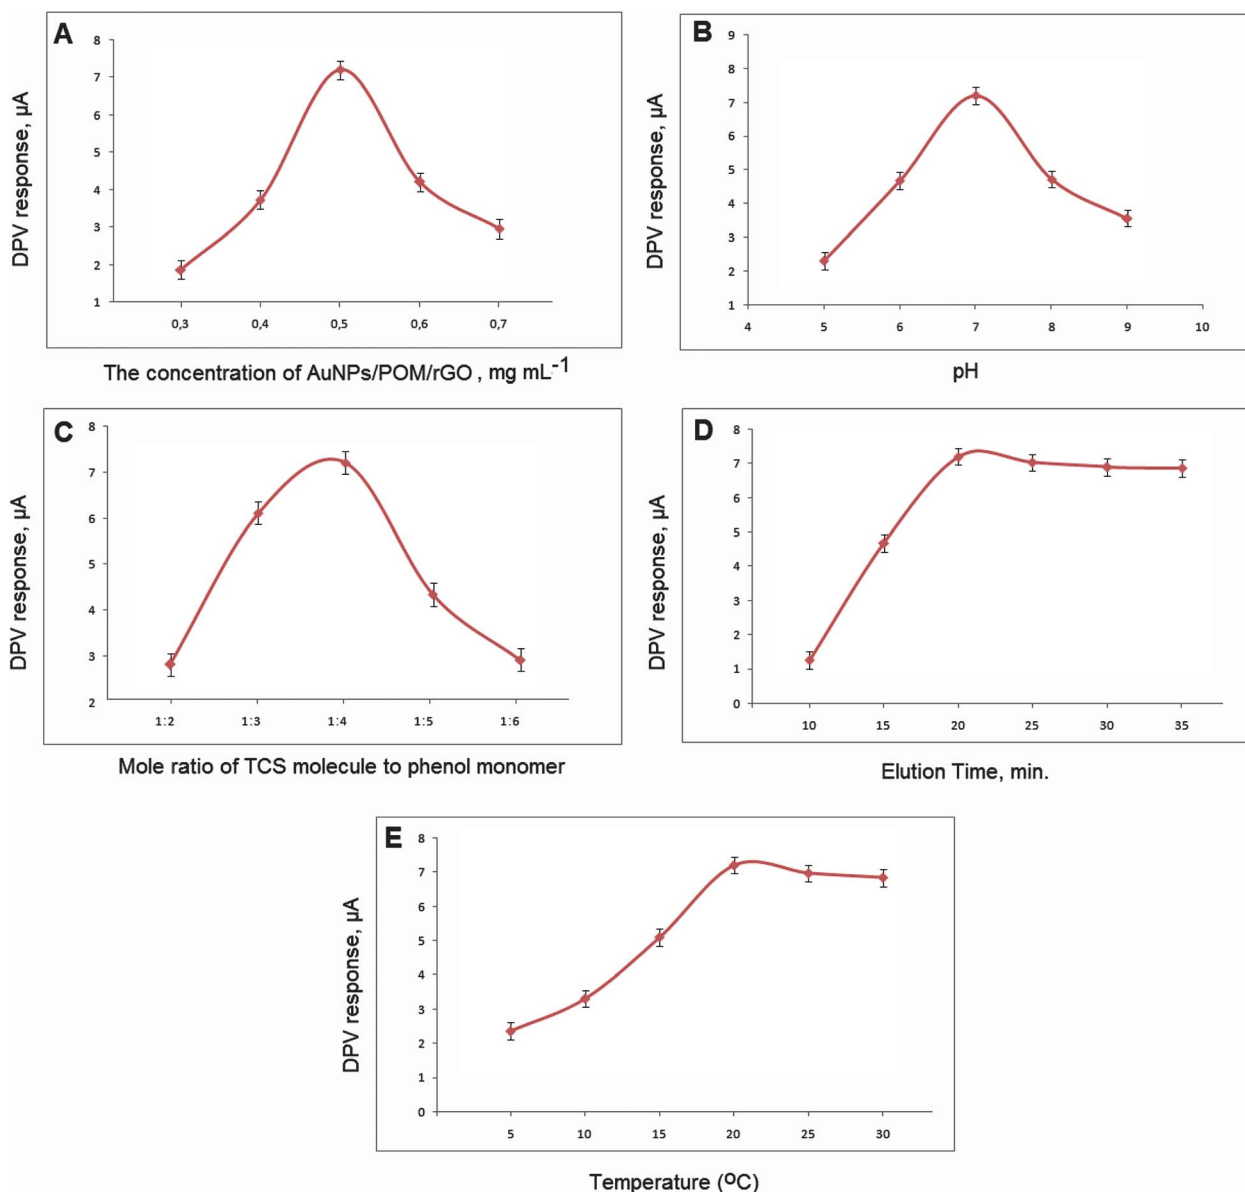 A
DPV response, µA
8
7
6
5
4
3
2
1
0,3 0,4 0,5 0,6 0,7
The concentration of AuNPs/POM/rGO , mg mL-1
B
DPV response, µA
9
8
7
6
5
4
3
2
1
4 5 6 7 8 9 10
pH
C
DPV response, µA
8
7
6
5
4
3
2
1:2 1:3 1:4 1:5 1:6
Mole ratio of TCS molecule to phenol monomer
D
DPV response, µA
8
7
6
5
4
3
2
1
0
10 15 20 25 30 35
Elution Time, min.
E
DPV response, µA
8
7
6
5
4
3
2
1
0
5 10 15 20 25 30
Temperature (OC)